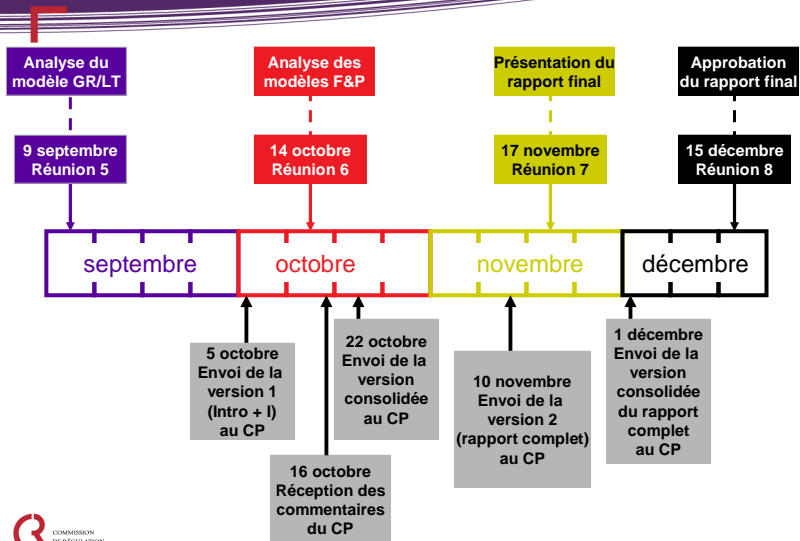 Analyse du
modèle GR/LT
Analyse des
modèles F&P
Présentation du
rapport final
Approbation
du rapport final
9 septembre
Réunion 5
14 octobre
Réunion 6
17 novembre
Réunion 7
15 décembre
Réunion 8
septembre
octobre
novembre
décembre
5 octobre
Envoi de la
version 1
(Intro + I)
au CP
16 octobre
Réception des
commentaires
du CP
22 octobre
Envoi de la
version
consolidée
au CP
10 novembre
Envoi de la
version 2
(rapport complet)
au CP
1 décembre
Envoi de la
version
consolidée
du rapport
complet
au CP
COMMISSION
DE RÉGULATION